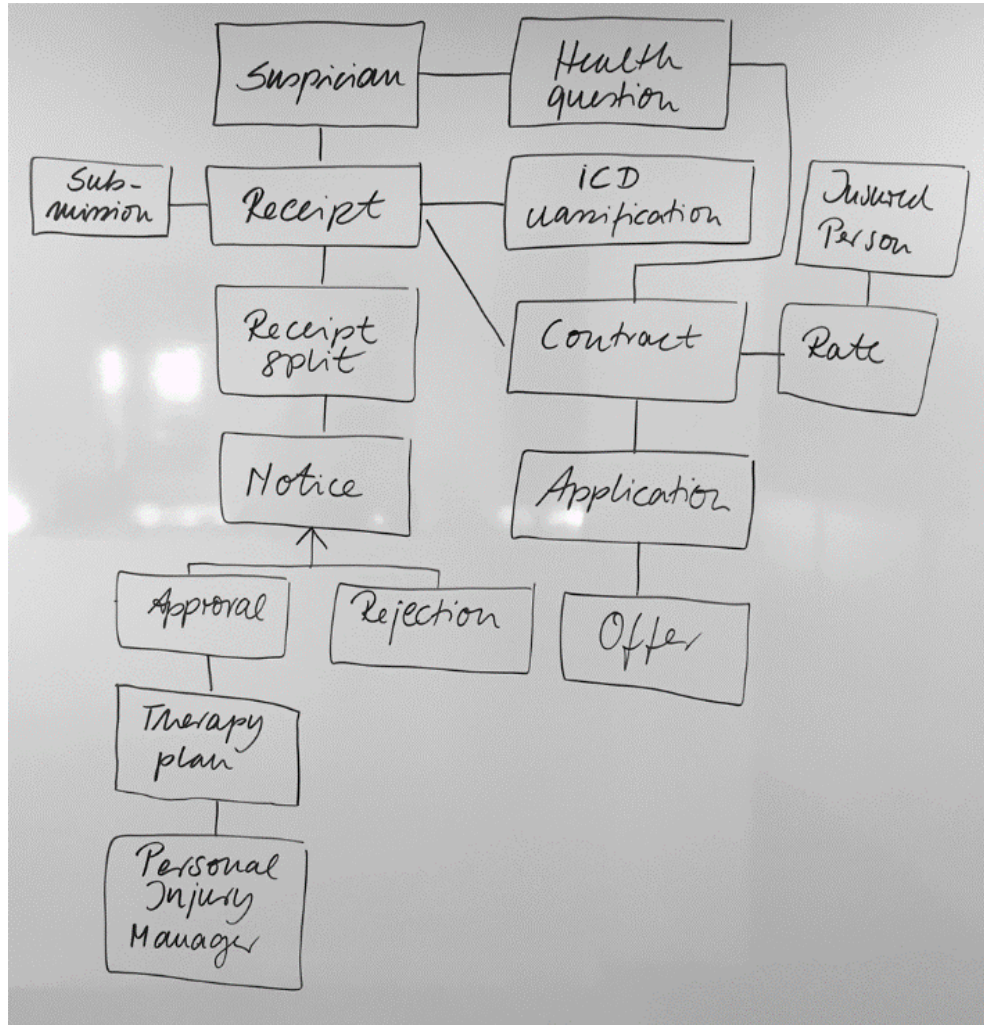 Suspician
Health
question
Sub-
mission
Receipt
iCD
classification
Insured
Person
Receipt
split
Contract
Rate
Notice
Application
Approval
Rejection
Offer
Therapy
plan
Personal
Injury
Manager